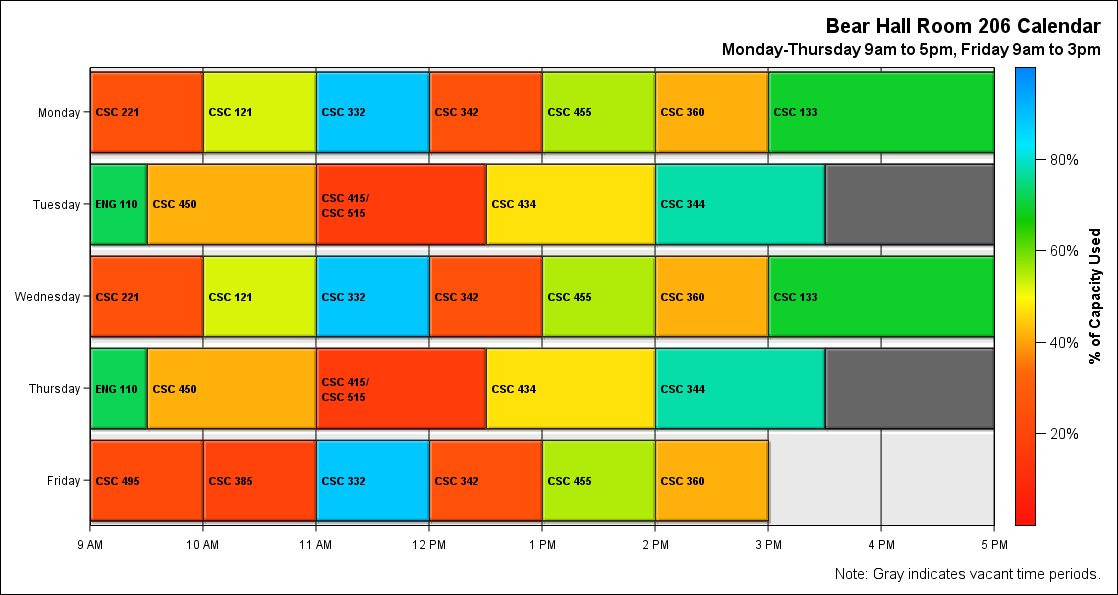 Bear Hall Room 206 Calendar
Monday-Thursday 9am to 5pm, Friday 9am to 3pm
Monday
CSC 221
CSC 121
CSC 332
CSC 342
CSC 455
CSC 360
CSC 133
Tuesday
ENG 110
CSC 450
CSC 415/
CSC 515
CSC 434
CSC 344
Wednesday
CSC 221
CSC 121
CSC 332
CSC 342
CSC 455
CSC 360
CSC 133
Thursday
ENG 110
CSC 450
CSC 415/
CSC 515
CSC 434
CSC 344
Friday
CSC 495
CSC 385
CSC 332
CSC 342
CSC 455
CSC 360
9 AM
10 AM
11 AM
12 PM
1 PM
2 PM
3 PM
4 PM
5 PM
80%
60%
40%
20%
% of Capacity Used
Note: Gray indicates vacant time periods.